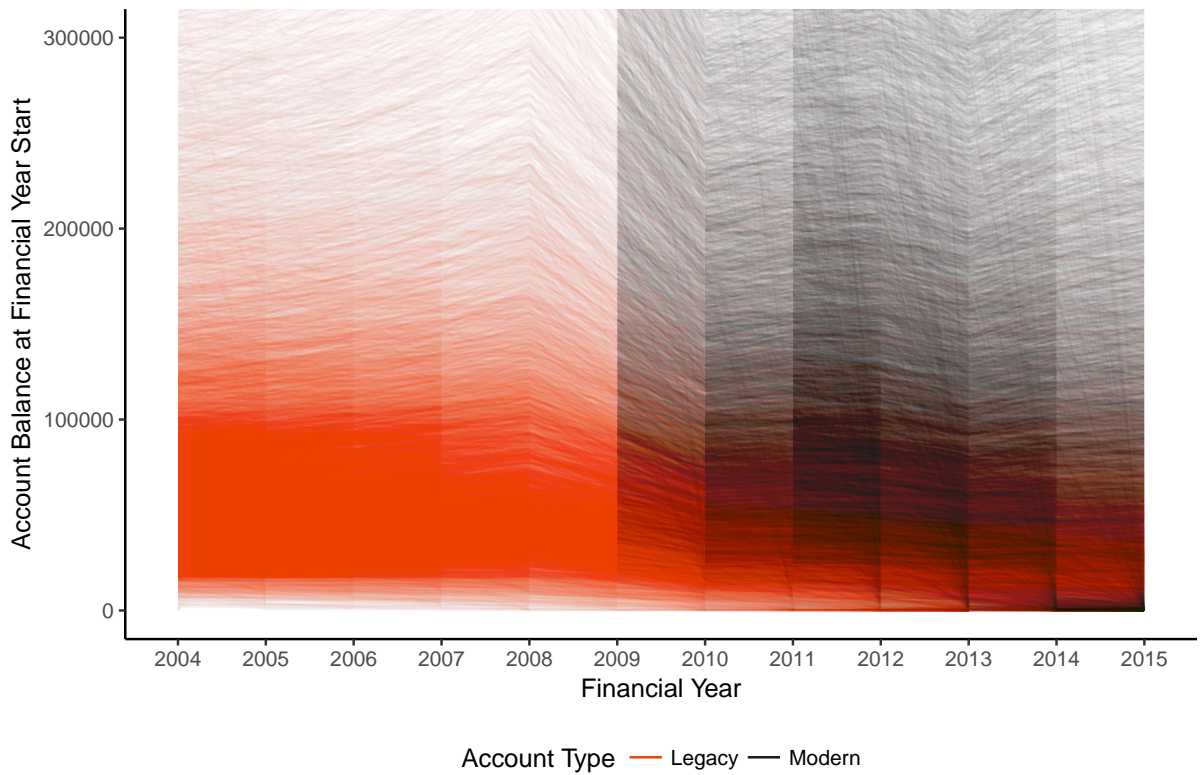 Account Balance at Financial Year Start
300000
200000
100000
0
2004 2005 2006 2007 2008 2009 2010 2011 2012 2013 2014 2015
Financial Year
Account Type Legacy Modern